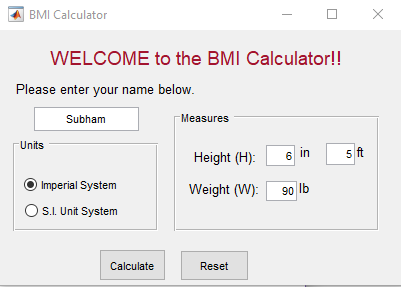 BMI Calculator
WELCOME to the BMI Calculator!!
Please enter your name below.
Subham
Units
Imperial System
S.I. Unit System
Measures
Height (H): 6 in 5 ft
Weight (W): 90 lb
Calculate Reset